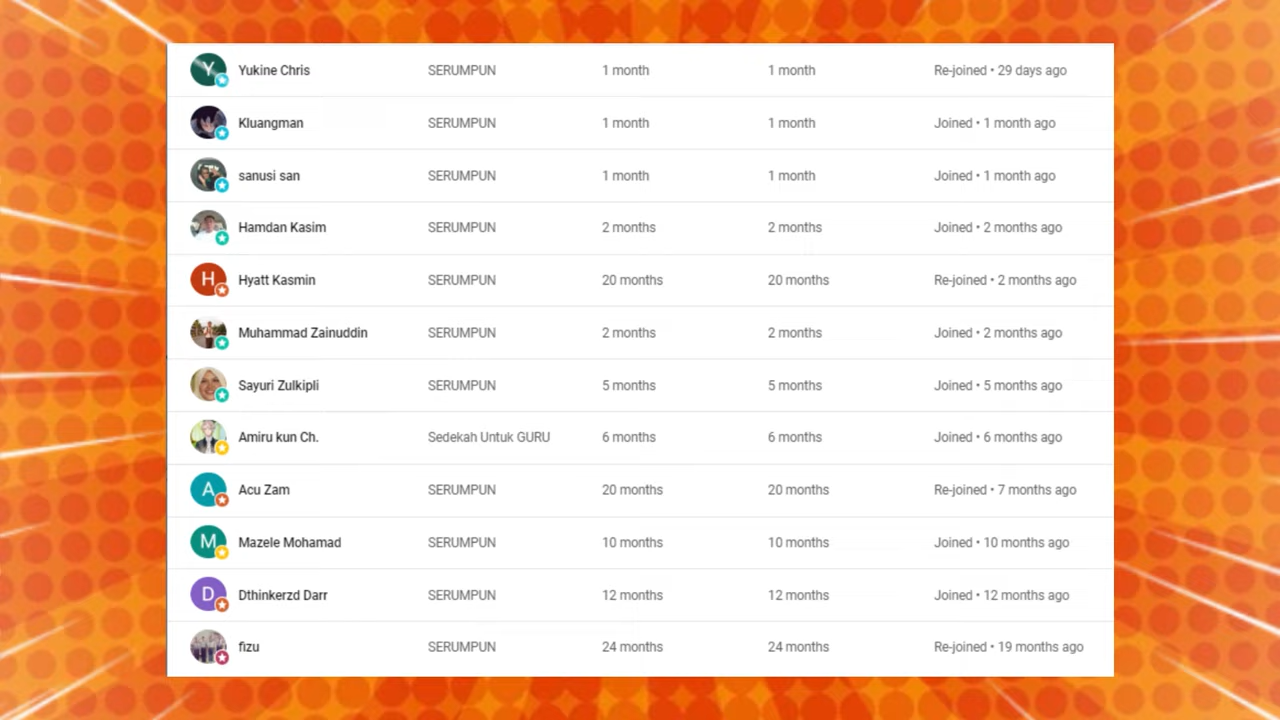 Y Yukine Chris SERUMPUN 1 month 1 month Re-joined • 29 days ago
Kluangman SERUMPUN 1 month 1 month Joined • 1 month ago
sanusi san SERUMPUN 1 month 1 month Joined • 1 month ago
Hamdan Kasim SERUMPUN 2 months 2 months Joined • 2 months ago
H Hyatt Kasmin SERUMPUN 20 months 20 months Re-joined • 2 months ago
Muhammad Zainuddin SERUMPUN 2 months 2 months Joined • 2 months ago
Sayuri Zulkipli SERUMPUN 5 months 5 months Joined • 5 months ago
Amiru kun Ch. Sedekah Untuk GURU 6 months 6 months Joined • 6 months ago
A Acu Zam SERUMPUN 20 months 20 months Re-joined • 7 months ago
M Mazele Mohamad SERUMPUN 10 months 10 months Joined • 10 months ago
D Dthinkerzd Darr SERUMPUN 12 months 12 months Joined • 12 months ago
fizu SERUMPUN 24 months 24 months Re-joined • 19 months ago